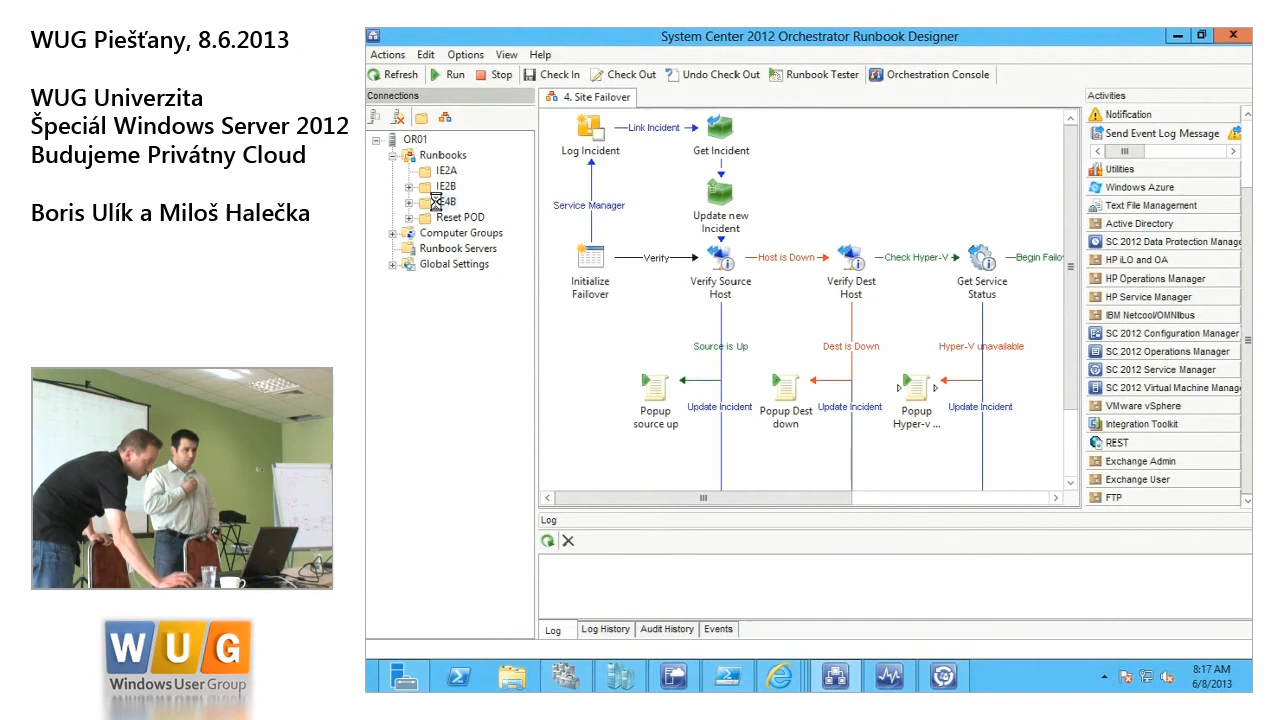 WUG Piešťany, 8.6.2013
WUG Univerzita
Špeciál Windows Server 2012
Budujeme Privátny Cloud
Boris Ulík a Miloš Halečka
WUG
Windows User Group
System Center 2012 Orchestrator Runbook Designer
Actions Edit Options View Help
Refresh Run Stop Check In Check Out Undo Check Out Runbook Tester Orchestration Console
Connections
OR01
Runbooks
IE2A
IE2B
Reset POD
Computer Groups
Runbook Servers
Global Settings
4. Site Failover
Log Incident
Link Incident
Get Incident
Service Manager
Update new
Incident
Initialize
Failover
Verify
Verify Source
Host
Host is Down
Verify Dest
Host
Check Hyper-V
Get Service
Status
Begin Failo
Source is Up
Dest is Down
Hyper-V unavailable
Popup
source up
Update Incident
Popup Dest
down
Update Incident
Popup
Hyper-v ...
Update Incident
Log
Log Log History Audit History Events
Activities
Notification
Send Event Log Message
Utilities
Windows Azure
Text File Management
Active Directory
SC 2012 Data Protection Manage
HP iLO and OA
HP Operations Manager
HP Service Manager
IBM Netcool/OMNIbus
SC 2012 Configuration Manager
SC 2012 Operations Manager
SC 2012 Service Manager
SC 2012 Virtual Machine Manag
VMware vSphere
Integration Toolkit
REST
Exchange Admin
Exchange User
FTP
8:17 AM
6/8/2013